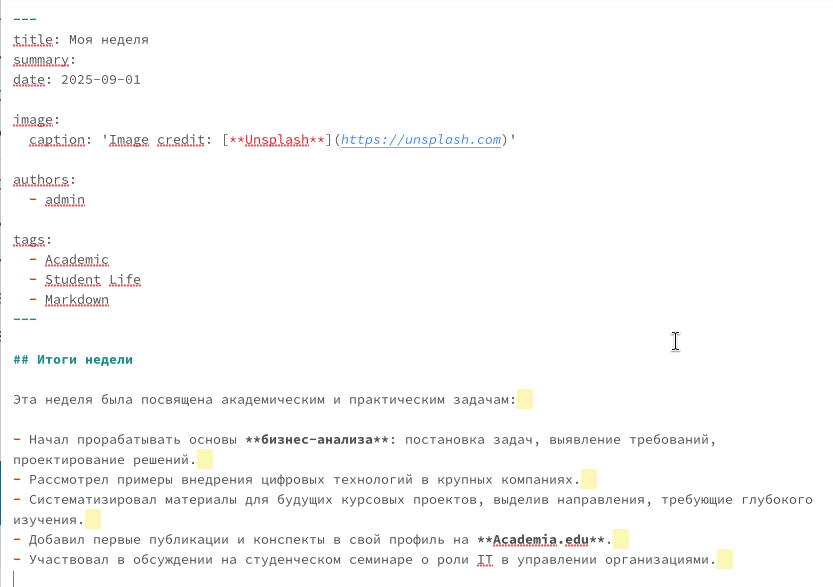 ---
title: Моя неделя
summary:
date: 2025-09-01
image:
caption: 'Image credit: [**Unsplash**](https://unsplash.com)'
authors:
- admin
tags:
- Academic
- Student Life
- Markdown
---
## Итоги недели
Эта неделя была посвящена академическим и практическим задачам:
- Начал прорабатывать основы **бизнес-анализа**: постановка задач, выявление требований,
проектирование решений.
- Рассмотрел примеры внедрения цифровых технологий в крупных компаниях.
- Систематизировал материалы для будущих курсовых проектов, выделив направления, требующие глубокого
изучения.
- Добавил первые публикации и конспекты в свой профиль на **Academia.edu**.
- Участвовал в обсуждении на студенческом семинаре о роли IT в управлении организациями.